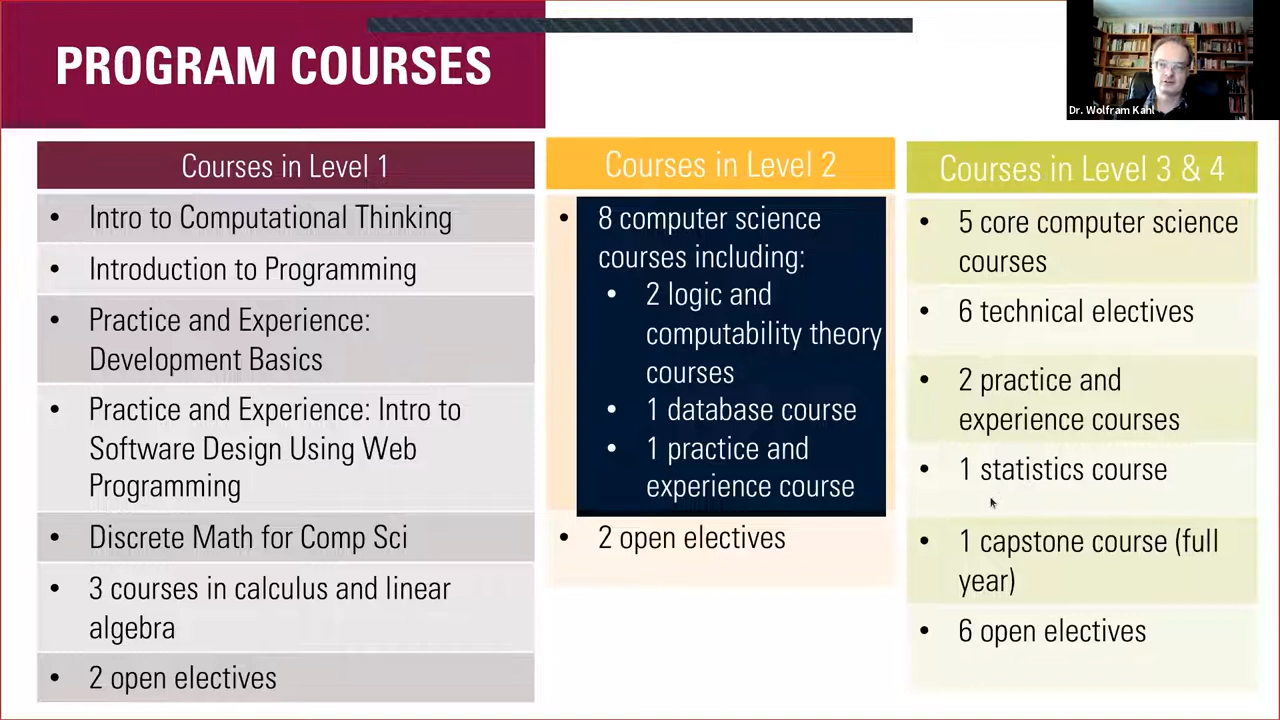 PROGRAM COURSES
Dr. Wolfram Kahl
Courses in Level 1
• Intro to Computational Thinking
• Introduction to Programming
• Practice and Experience:
Development Basics
• Practice and Experience: Intro to
Software Design Using Web
Programming
• Discrete Math for Comp Sci
• 3 courses in calculus and linear
algebra
• 2 open electives
Courses in Level 2
• 8 computer science
courses including:
• 2 logic and
computability theory
courses
• 1 database course
• 1 practice and
experience course
• 2 open electives
Courses in Level 3 & 4
• 5 core computer science
courses
• 6 technical electives
• 2 practice and
experience courses
• 1 statistics course
• 1 capstone course (full
year)
• 6 open electives